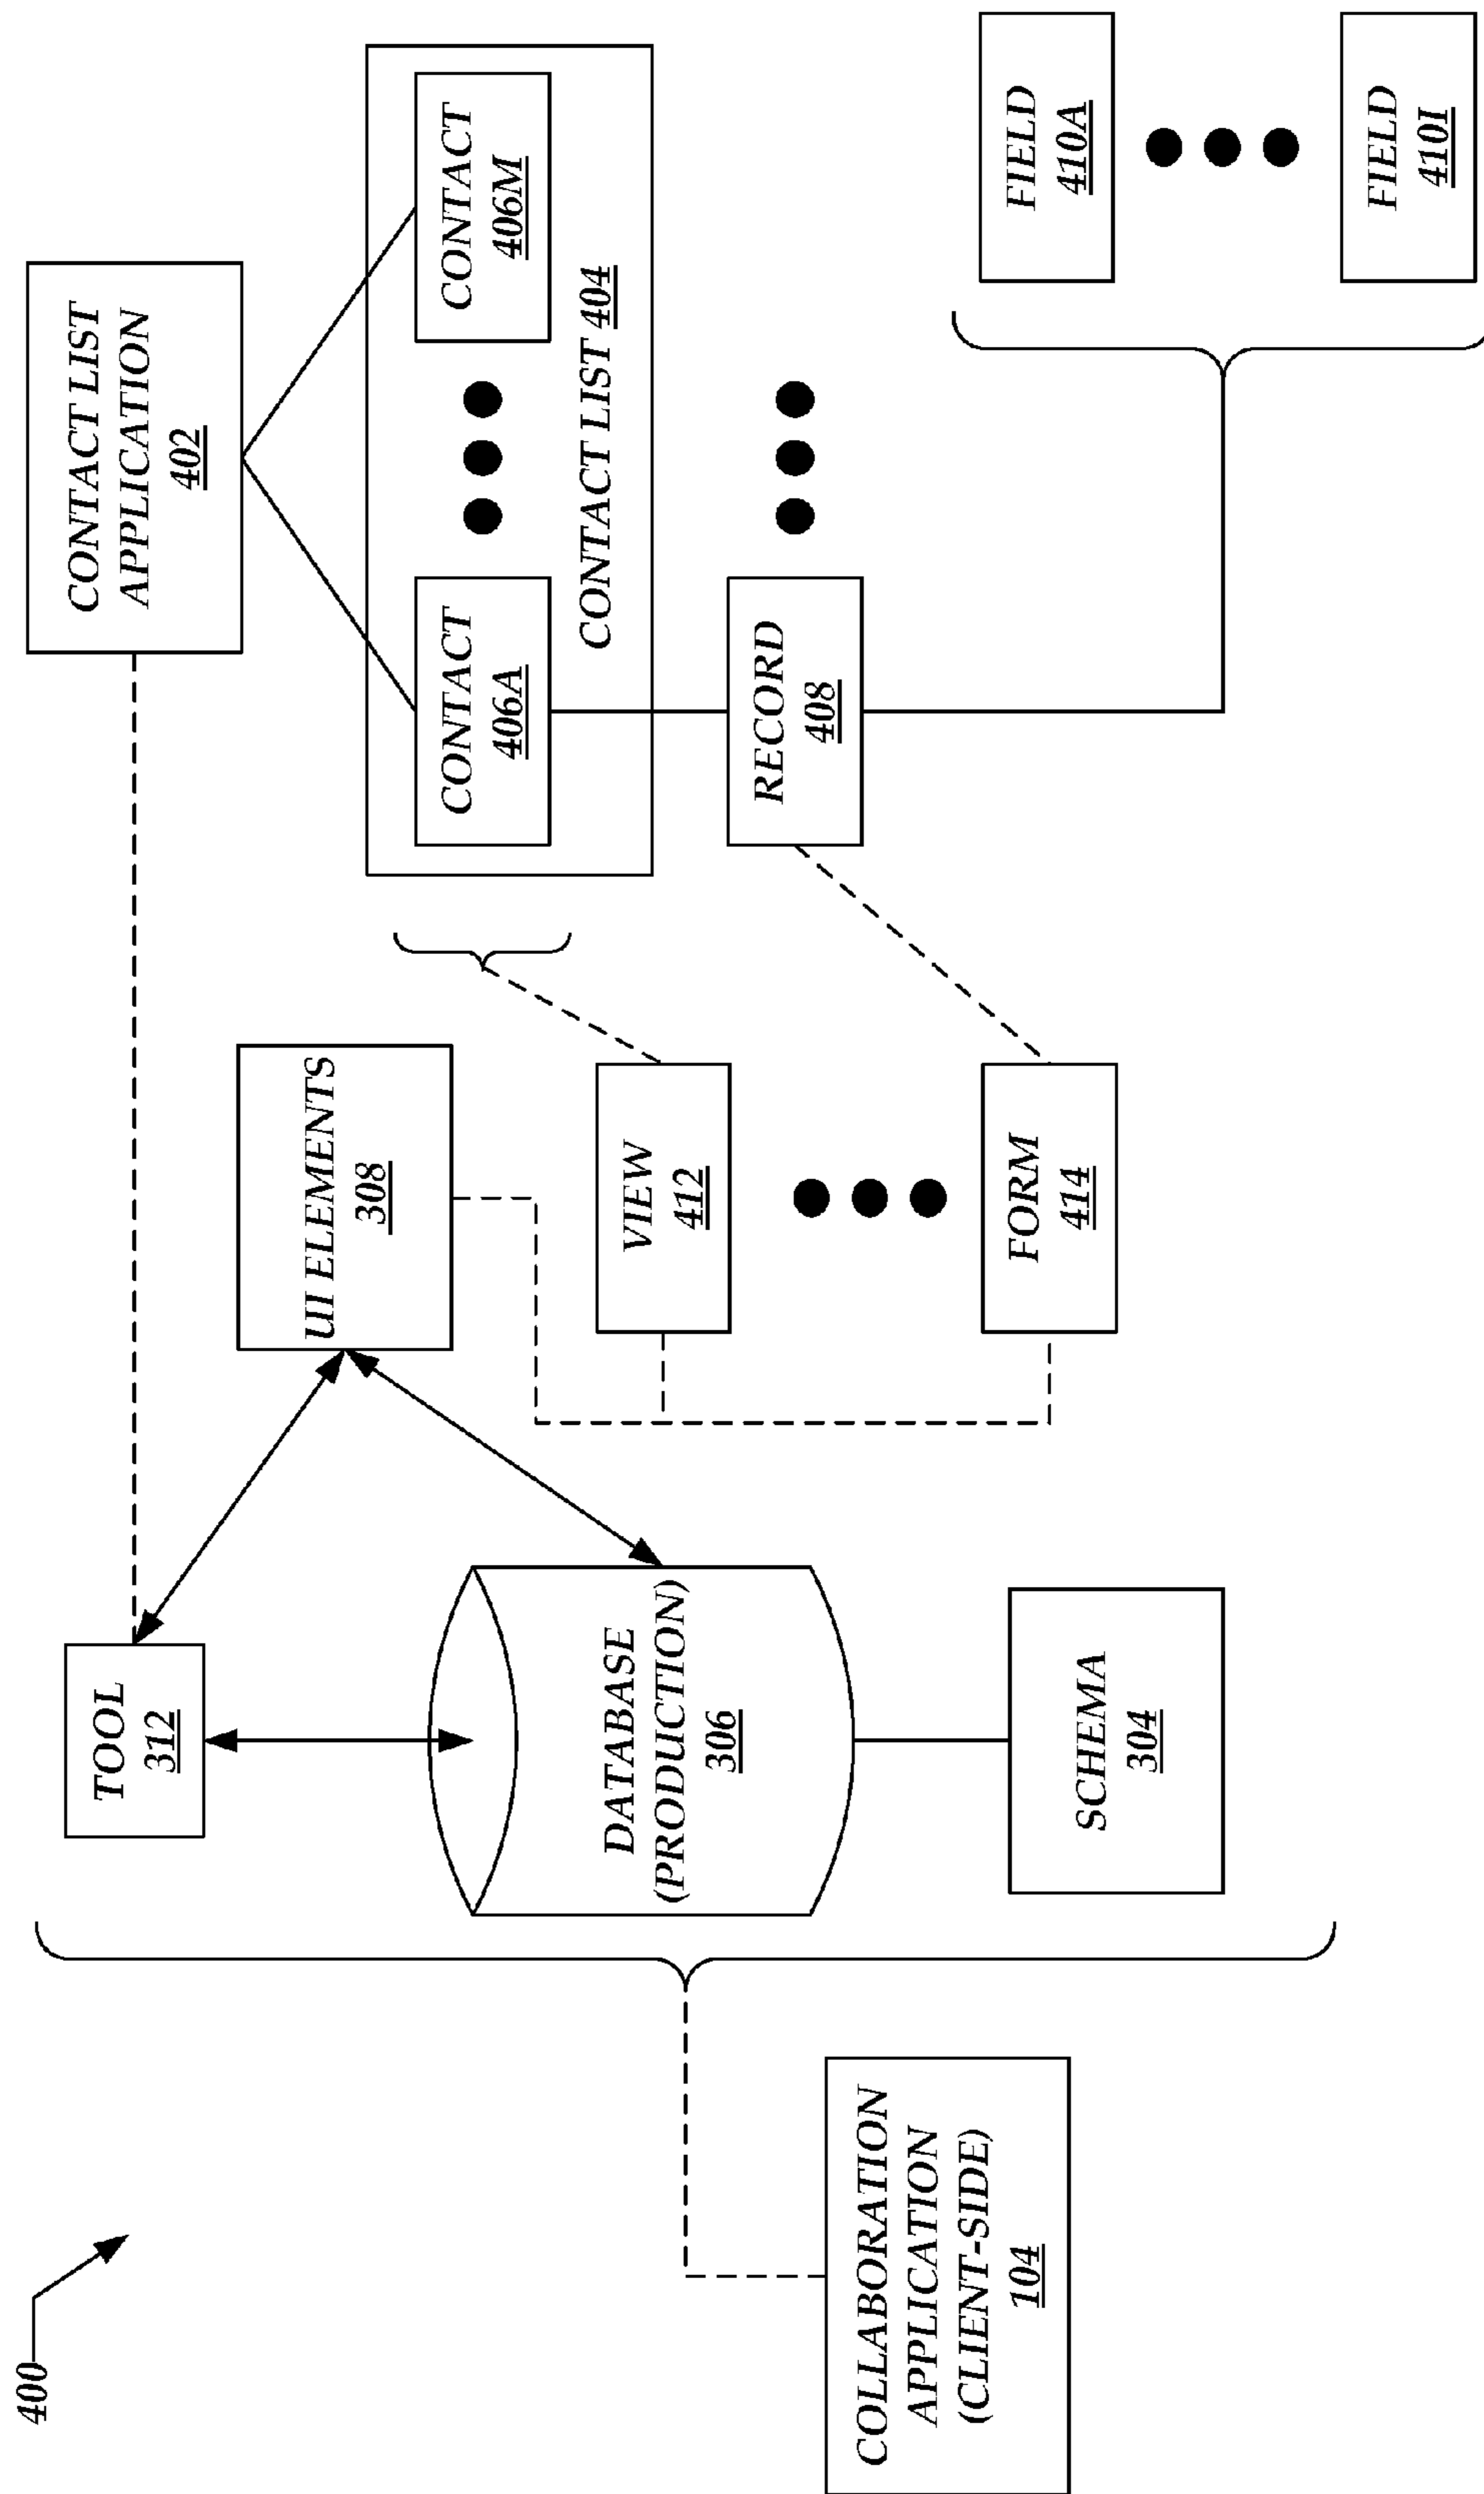 400
COLLABORATION
APPLICATION
(CLIENT-SIDE)
104
TOOL
312
DATABASE
(PRODUCTION)
306
SCHEMA
304
UI ELEMENTS
308
VIEW
412
FORM
414
CONTACT LIST
APPLICATION
402
CONTACT
406A
CONTACT
406M
CONTACT LIST 404
RECORD
408
FIELD
410A
FIELD
410I